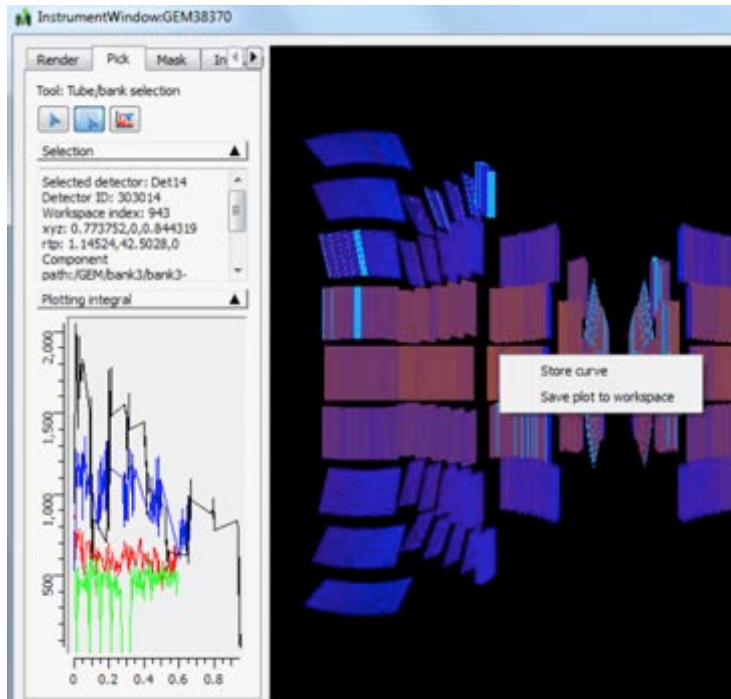 InstrumentWindow:GEM38370
Render Pick Mask In
Tool: Tube/bank selection
Selection
Selected detector: Det14
Detector ID: 303014
Workspace index: 943
xyz: 0.773752,0,0.844319
rtp: 1.14524,42.5028,0
Component
path:/GEM/bank3/bank3-
Plotting integral
2,000
1,500
1,000
500
0 0.2 0.4 0.6 0.8
Store curve
Save plot to workspace